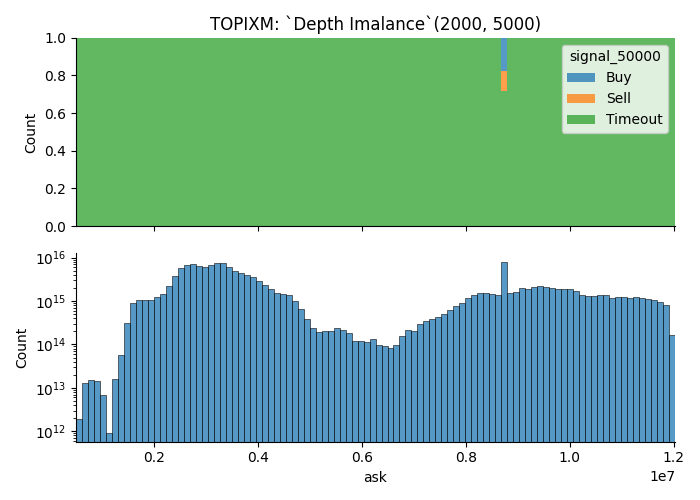 TOPIXM: `Depth Imalance`(2000, 5000)
1.0
0.8
0.6
0.4
0.2
0.0
Count
signal_50000
Buy
Sell
Timeout
10^16
10^15
10^14
10^13
10^12
Count
0.2 0.4 0.6 0.8 1.0 1.2
1e7
ask